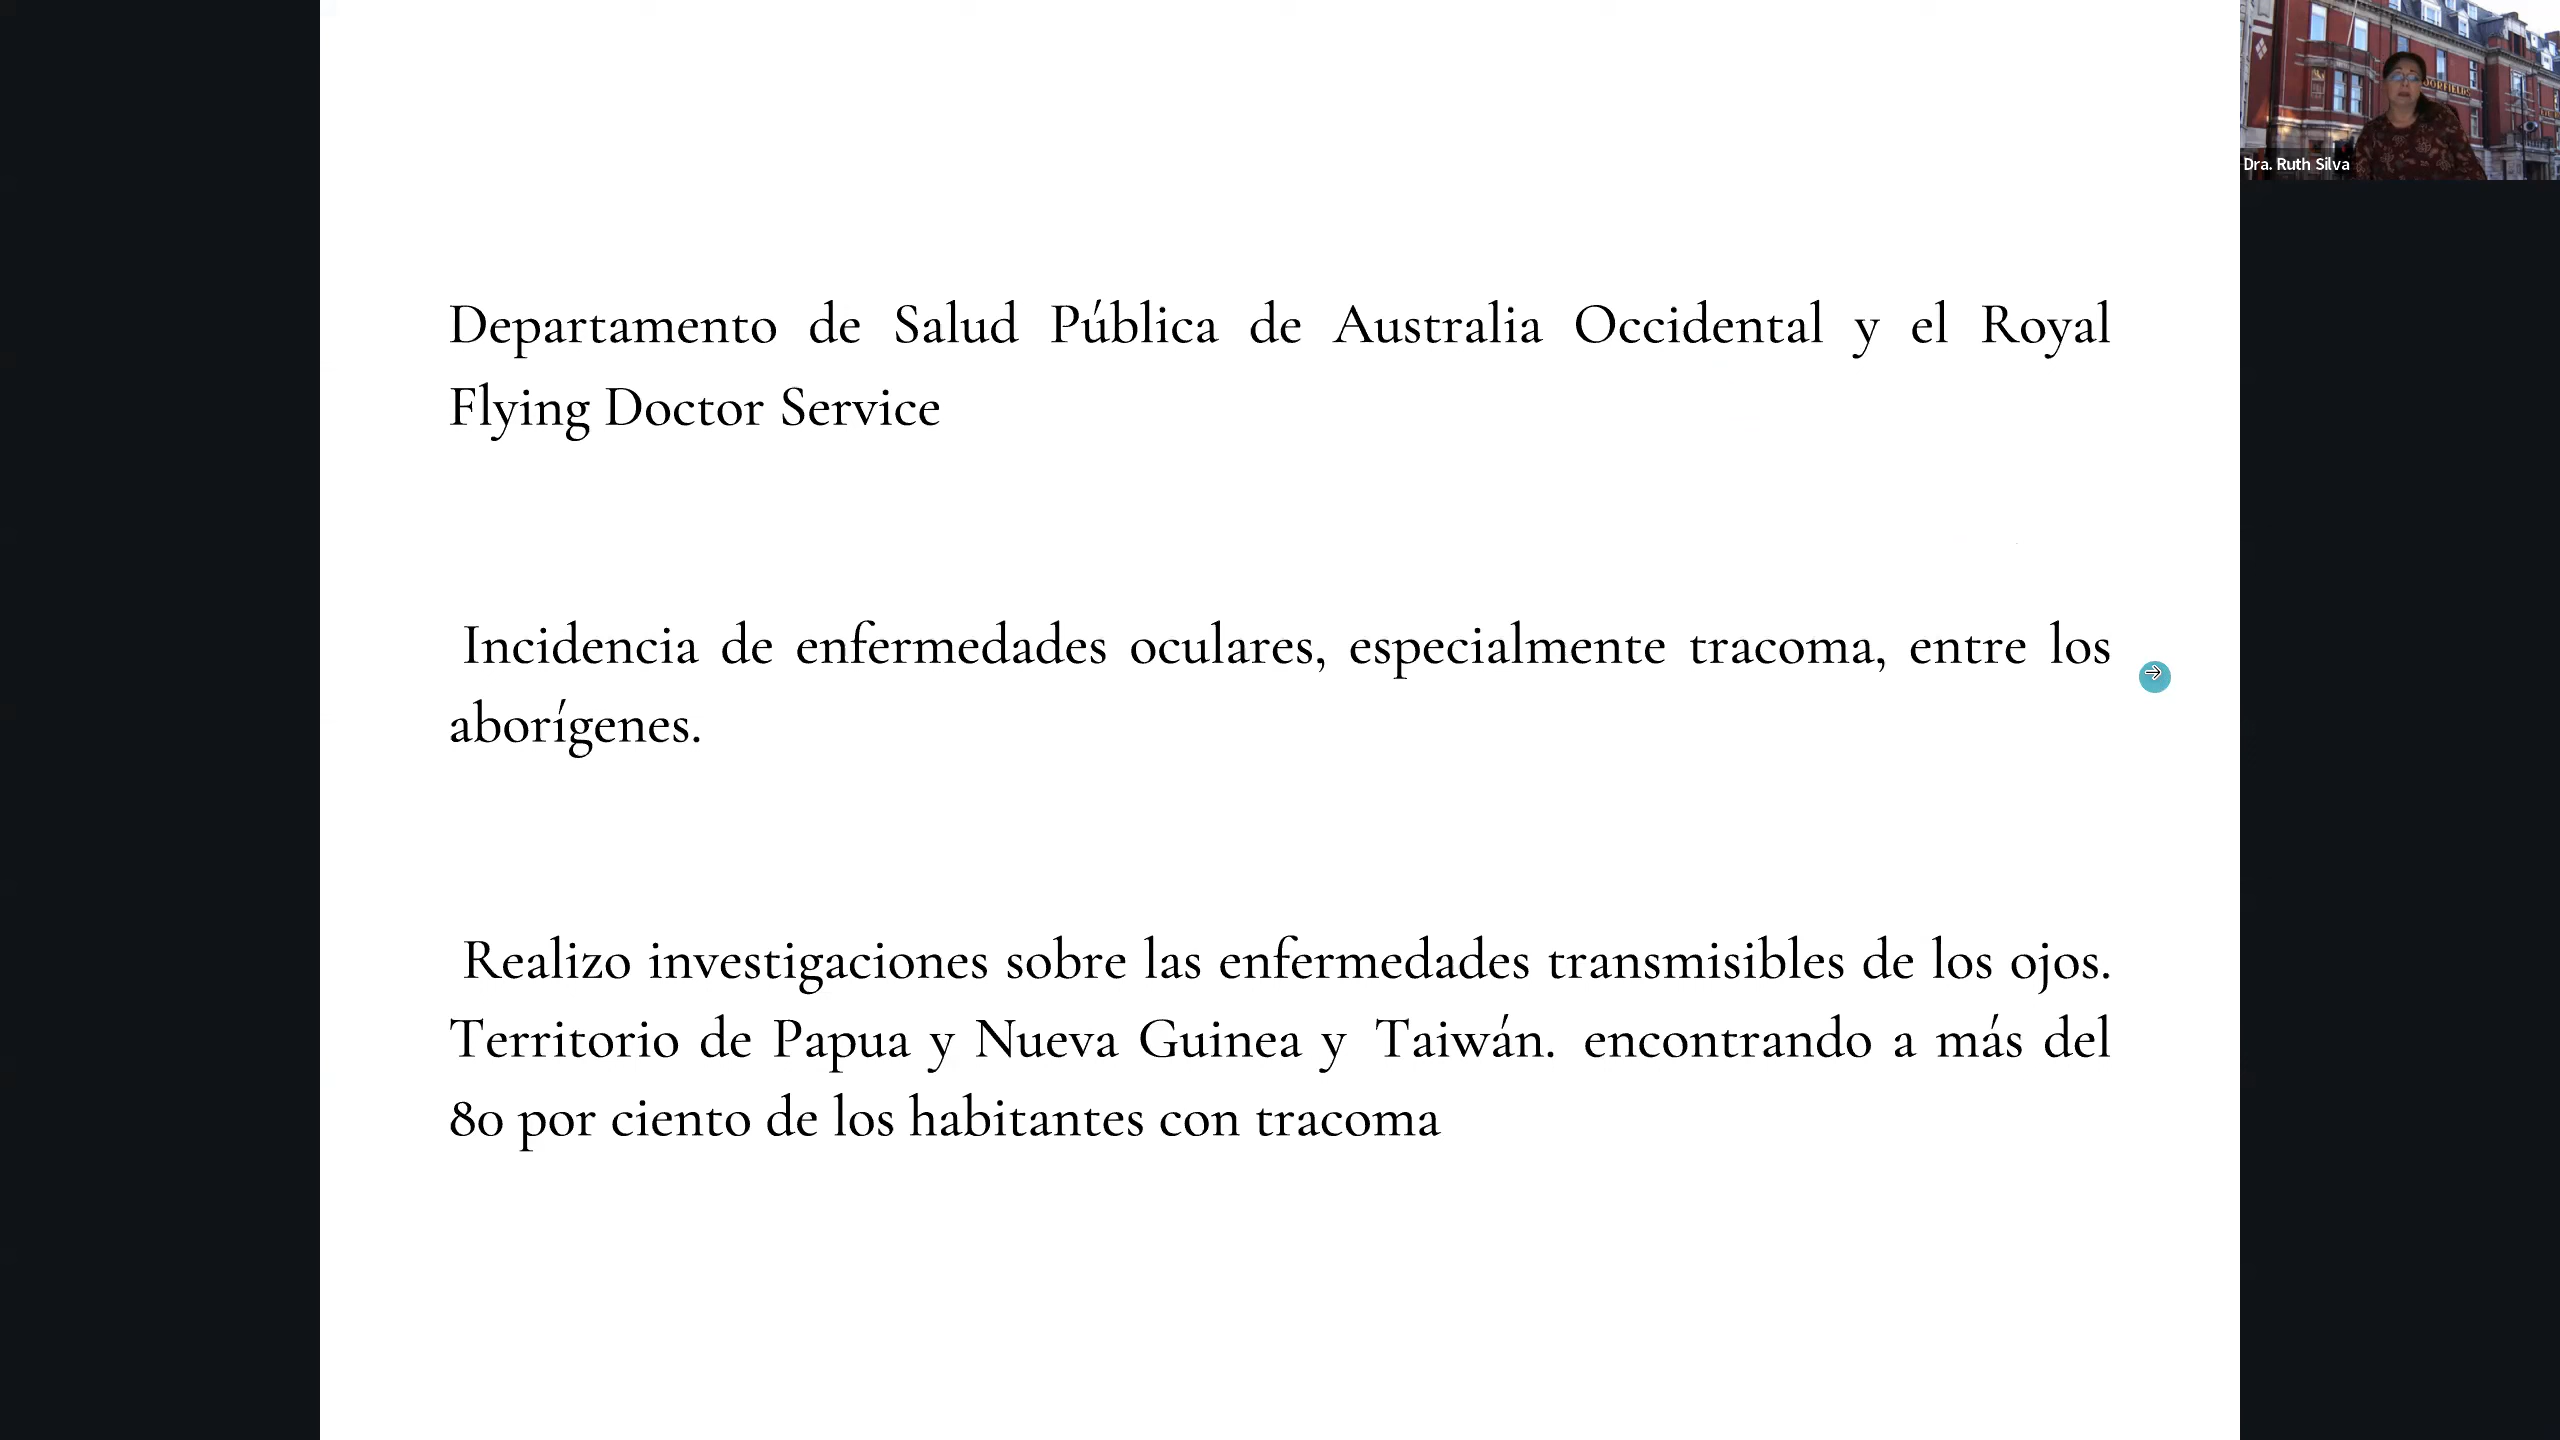 Departamento de Salud Pública de Australia Occidental y el Royal
Flying Doctor Service
Incidencia de enfermedades oculares, especialmente tracoma, entre los
aborígenes.
Realizo investigaciones sobre las enfermedades transmisibles de los ojos.
Territorio de Papua y Nueva Guinea y Taiwán. encontrando a más del
80 por ciento de los habitantes con tracoma
Dra. Ruth Silva